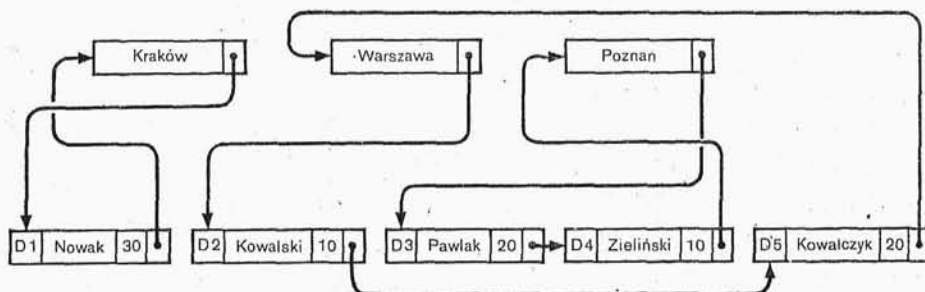 Kraków
Warszawa
Poznan
D1 Nowak 30
D2 Kowalski 10
D3 Pawlak 20
D4 Zieliński 10
D5 Kowalczyk 20